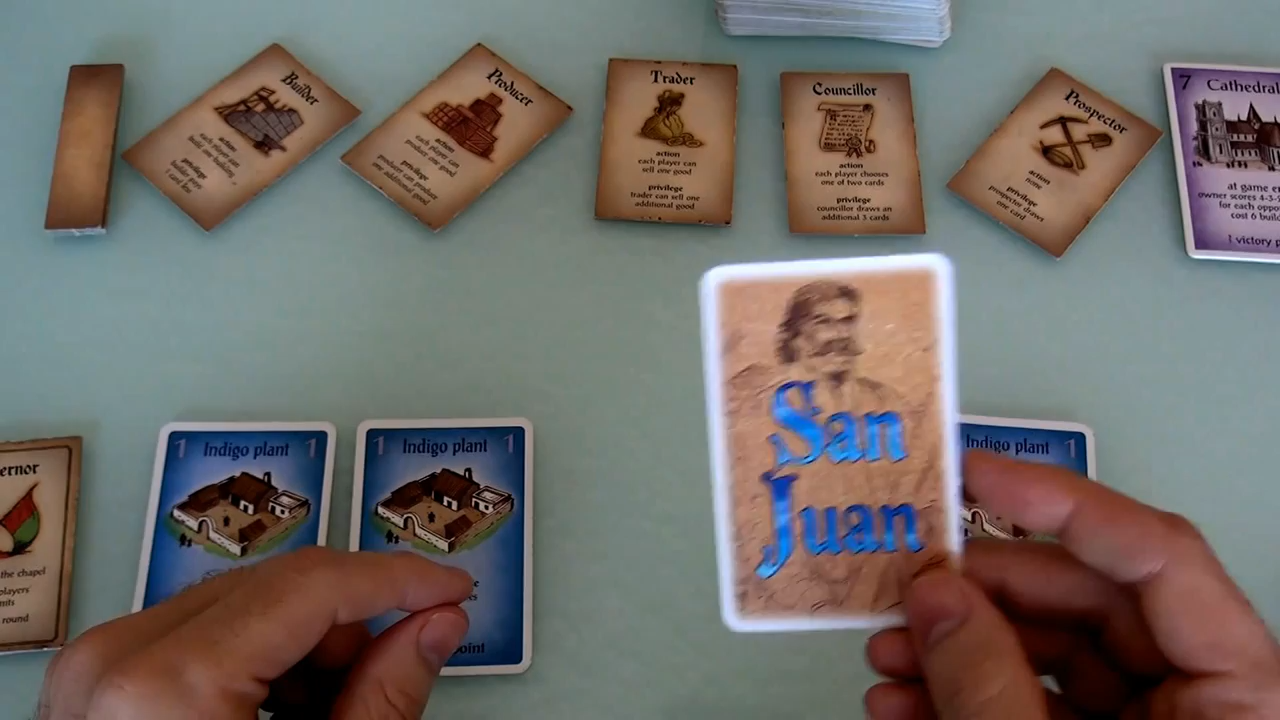 Builder
action
each player can
build one building
privilege
builder pays
1 card less
Producer
action
each player can
produce one good
privilege
producer can produce
one additional good
Trader
action
each player can
sell one good
privilege
trader can sell one
additional good
Councillor
action
each player chooses
one of two cards
privilege
councillor draws an
additional 3 cards
Prospector
action
none
privilege
prospector draws
one card
7 Cathedral
at game en
owner scores 4-3-
for each oppo
cost 6 build
1 victory p
San
Juan
ernor
the chapel
players'
mits
round
1 Indigo plant 1
1 Indigo plant 1
point
Indigo plant 1